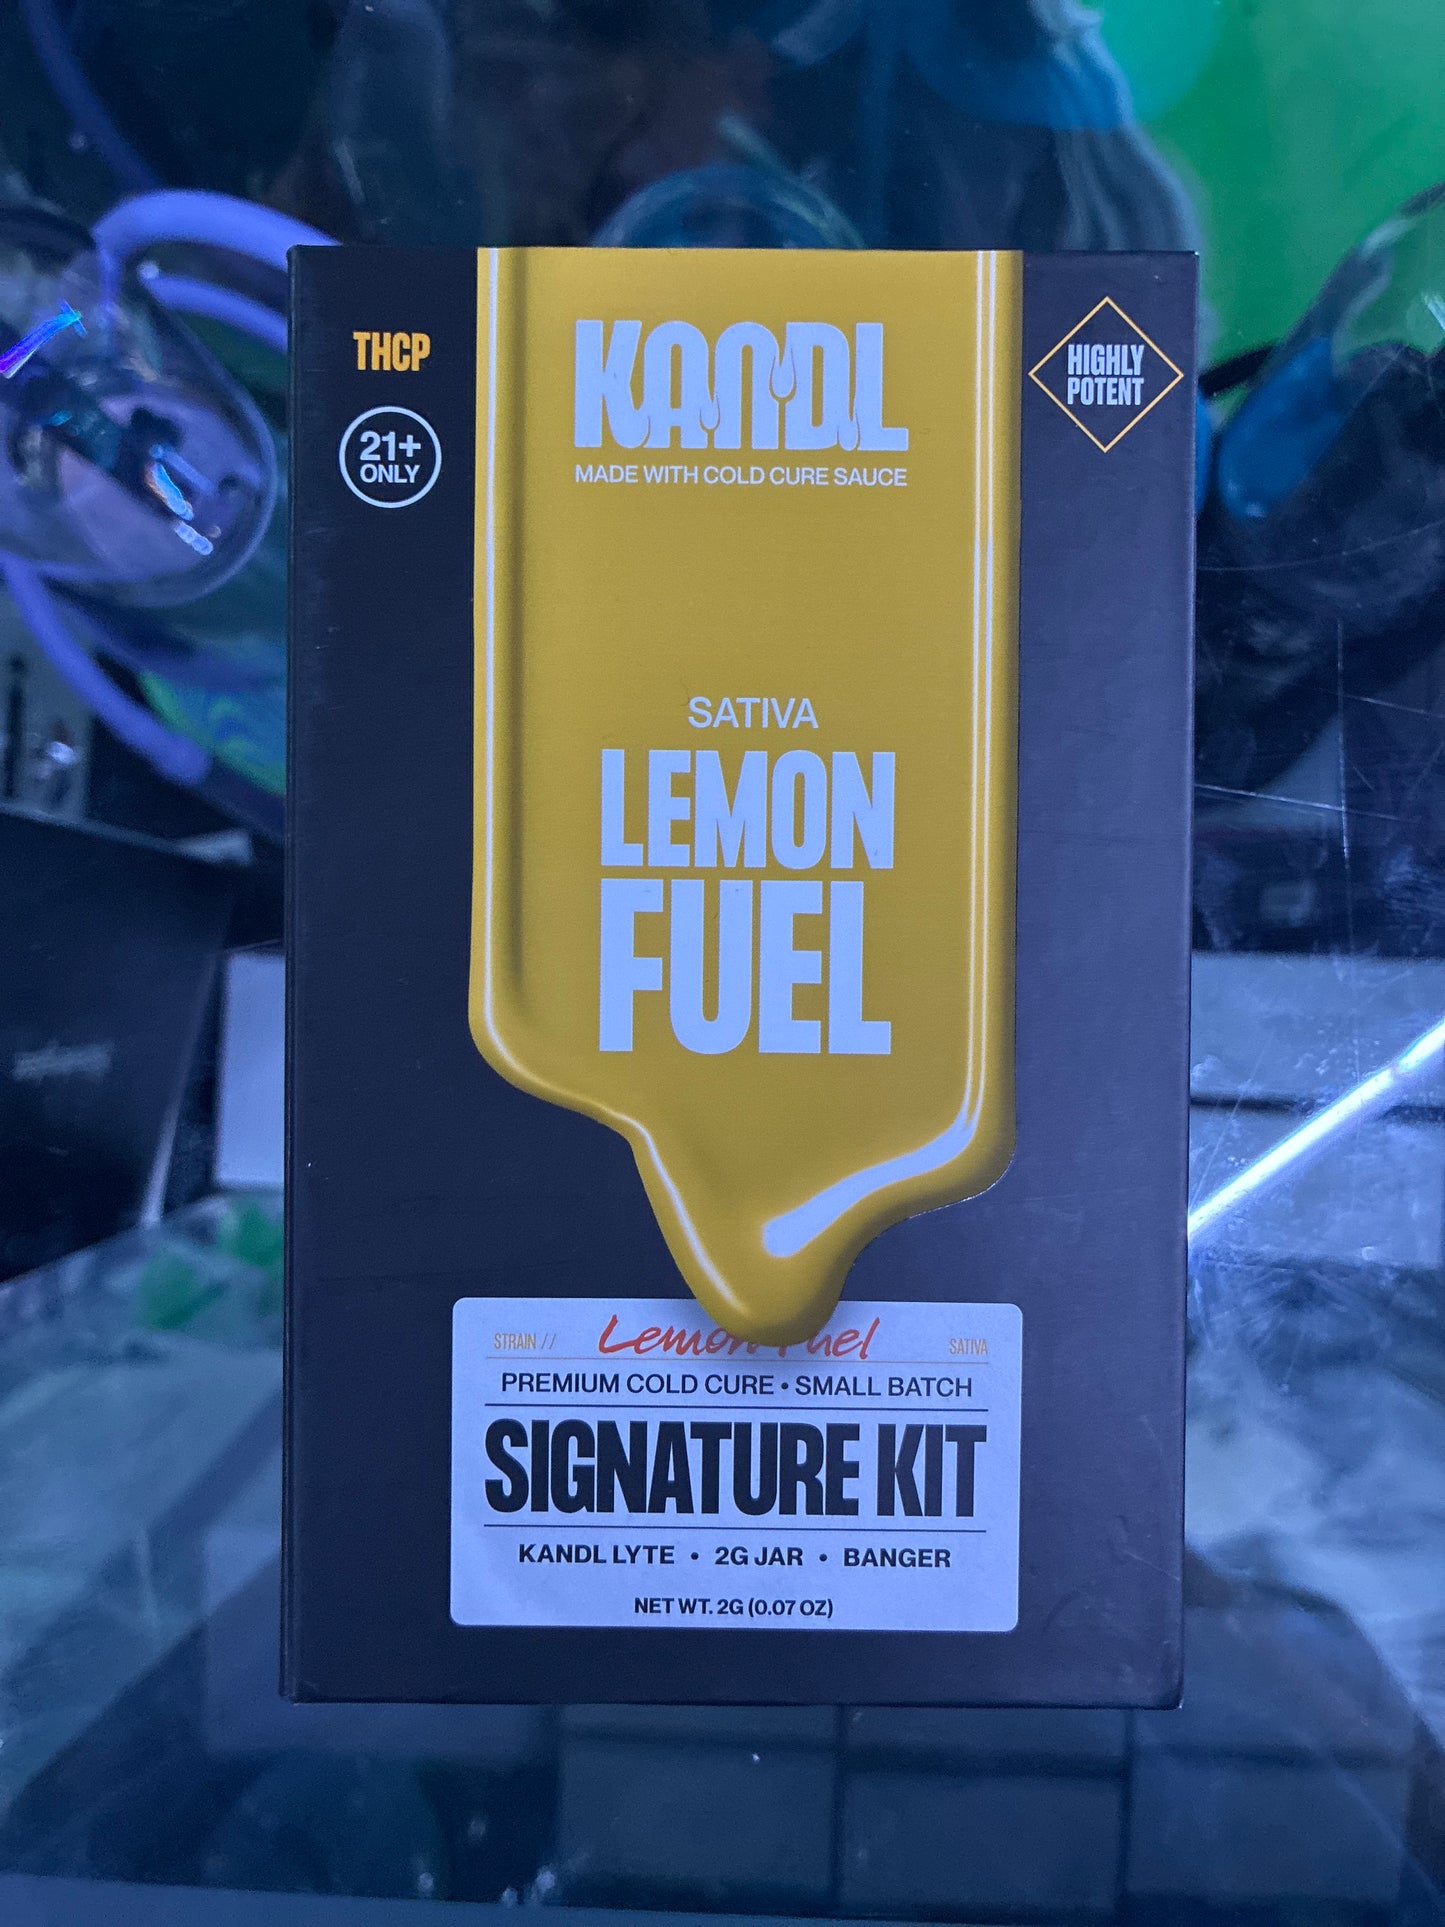 THCP
21+
ONLY
KANDL
MADE WITH COLD CURE SAUCE
HIGHLY
POTENT
SATIVA
LEMON
FUEL
STRAIN // Lemon Fuel SATIVA
PREMIUM COLD CURE • SMALL BATCH
SIGNATURE KIT
KANDL LYTE • 2G JAR • BANGER
NET WT. 2G (0.07 OZ)